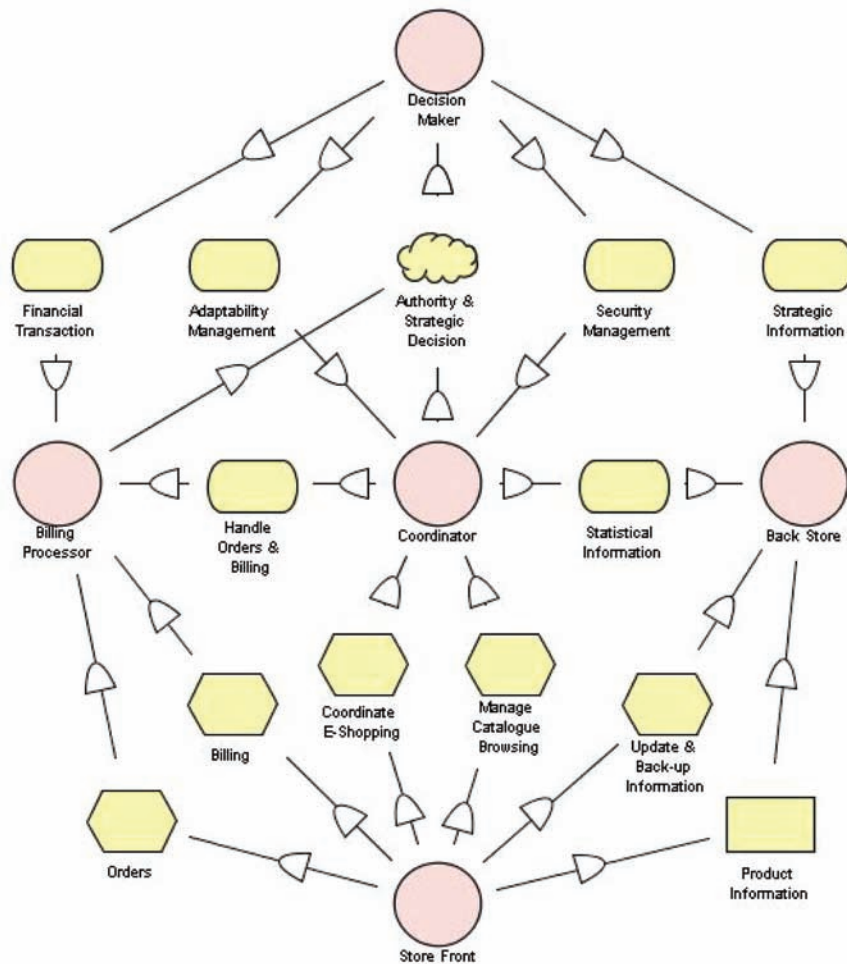 Decision
Maker
Financial
Transaction
Adaptability
Management
Authority &
Strategic
Decision
Security
Management
Strategic
Information
Billing
Processor
Handle
Orders &
Billing
Coordinator
Statistical
Information
Back Store
Orders
Billing
Coordinate
E-Shopping
Manage
Catalogue
Browsing
Update &
Back-up
Information
Product
Information
Store Front